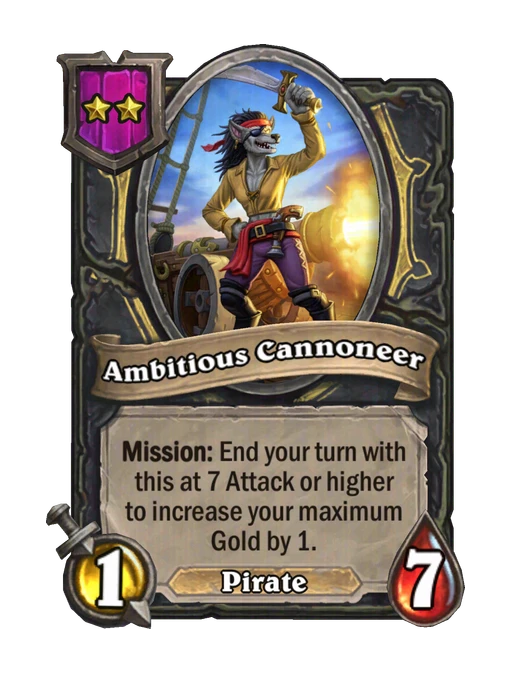 Ambitious Cannoneer
Mission: End your turn with
this at 7 Attack or higher
to increase your maximum
Gold by 1.
1
Pirate
7